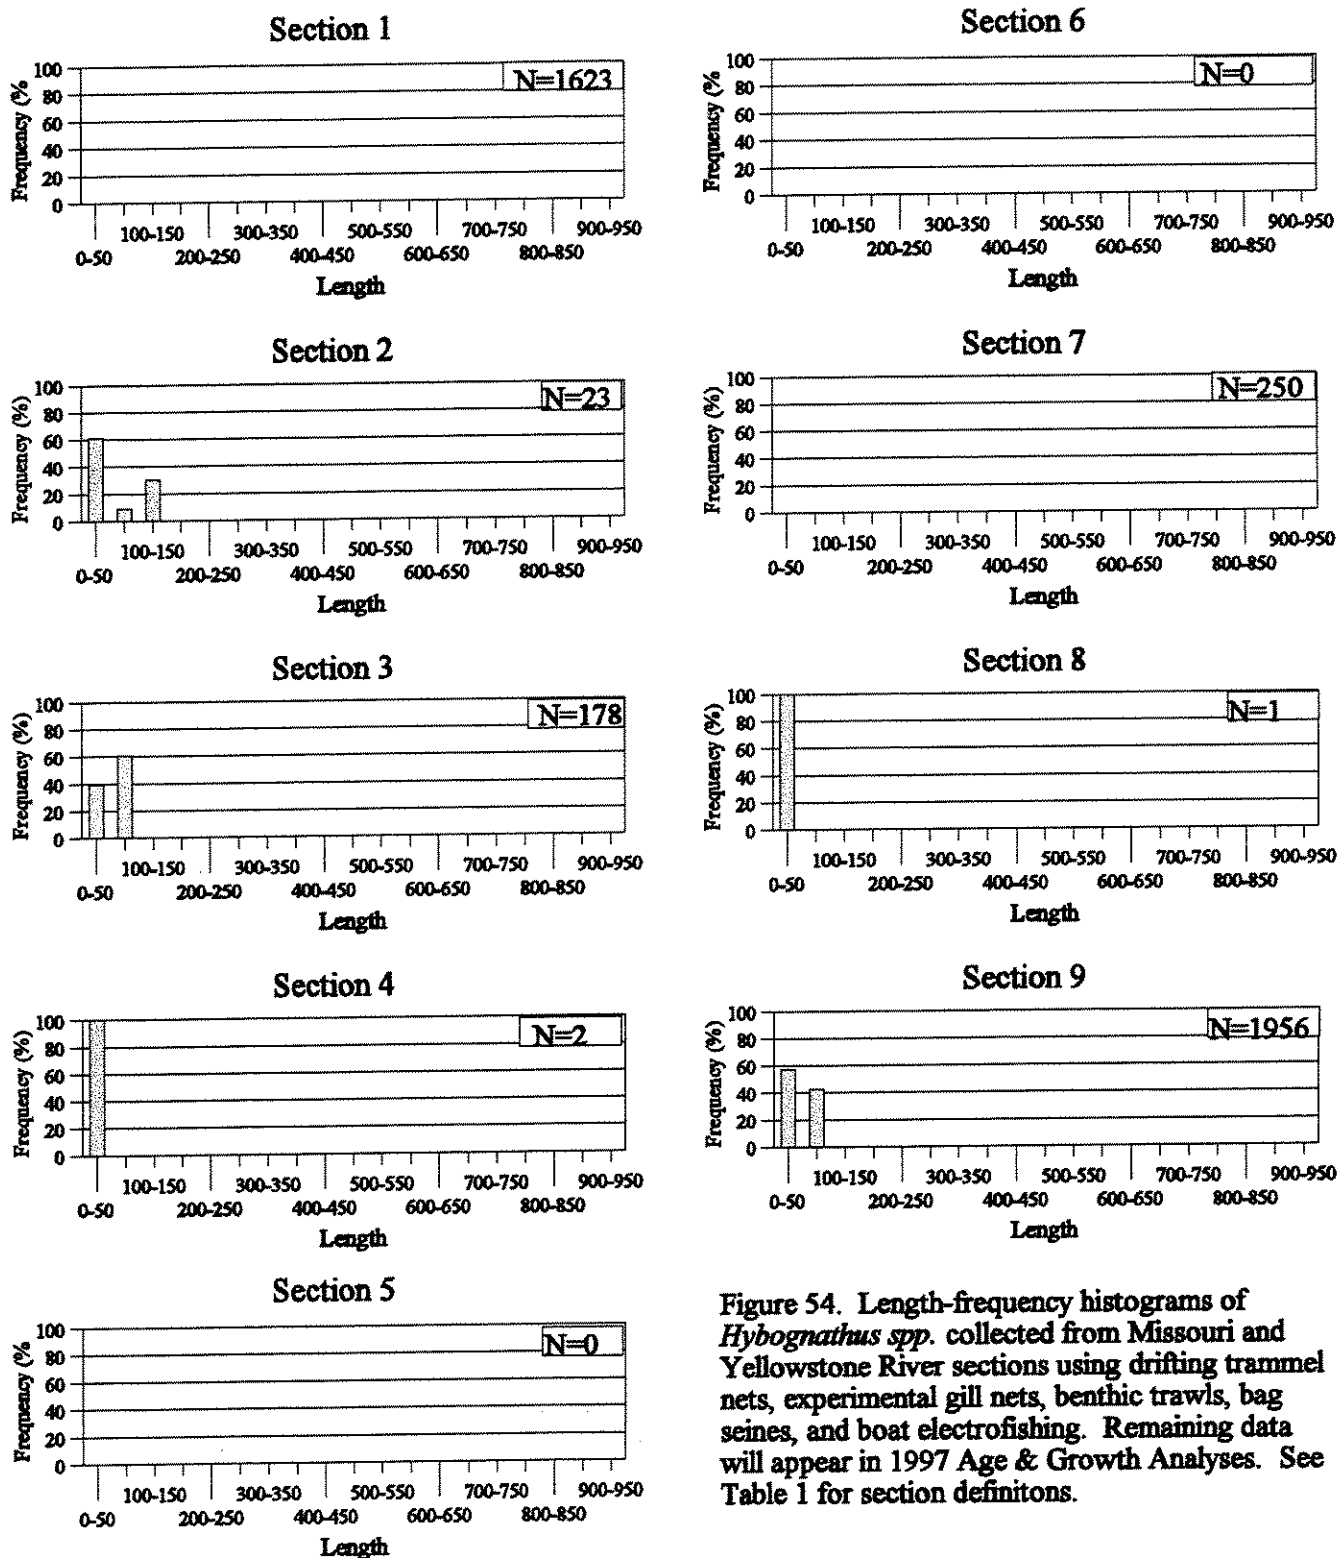 Section 1
N=1623
Frequency (%
100
80
60
40
20
0
100-150 300-350 500-550 700-750 900-950
0-50 200-250 400-450 600-650 800-850
Length
Section 2
N=23
Frequency (%)
100
80
60
40
20
0
100-150 300-350 500-550 700-750 900-950
0-50 200-250 400-450 600-650 800-850
Length
Section 3
N=178
Frequency (%)
100
80
60
40
20
0
100-150 300-350 500-550 700-750 900-950
0-50 200-250 400-450 600-650 800-850
Length
Section 4
N=2
Frequency (%)
100
80
60
40
20
0
100-150 300-350 500-550 700-750 900-950
0-50 200-250 400-450 600-650 800-850
Length
Section 5
N=0
Frequency (%
100
80
60
40
20
0
100-150 300-350 500-550 700-750 900-950
0-50 200-250 400-450 600-650 800-850
Length
Section 6
N=0
Frequency (%
100
80
60
40
20
0
100-150 300-350 500-550 700-750 900-950
0-50 200-250 400-450 600-650 800-850
Length
Section 7
N=250
Frequency (%)
100
80
60
40
20
0
100-150 300-350 500-550 700-750 900-950
0-50 200-250 400-450 600-650 800-850
Length
Section 8
N=1
Frequency (%)
100
80
60
40
20
0
100-150 300-350 500-550 700-750 900-950
0-50 200-250 400-450 600-650 800-850
Length
Section 9
N=1956
Frequency (%)
100
80
60
40
20
0
100-150 300-350 500-550 700-750 900-950
0-50 200-250 400-450 600-650 800-850
Length
Figure 54. Length-frequency histograms of
Hybognathus spp. collected from Missouri and
Yellowstone River sections using drifting trammel
nets, experimental gill nets, benthic trawls, bag
seines, and boat electrofishing. Remaining data
will appear in 1997 Age & Growth Analyses. See
Table 1 for section definitons.